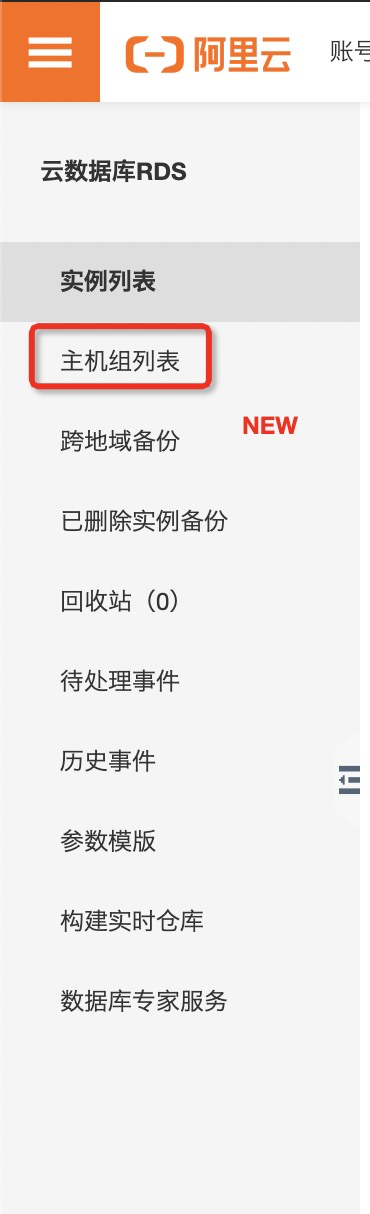 阿里云
账号
云数据库RDS
实例列表
主机组列表
跨地域备份
NEW
已删除实例备份
回收站（0）
待处理事件
历史事件
参数模版
构建实时仓库
数据库专家服务